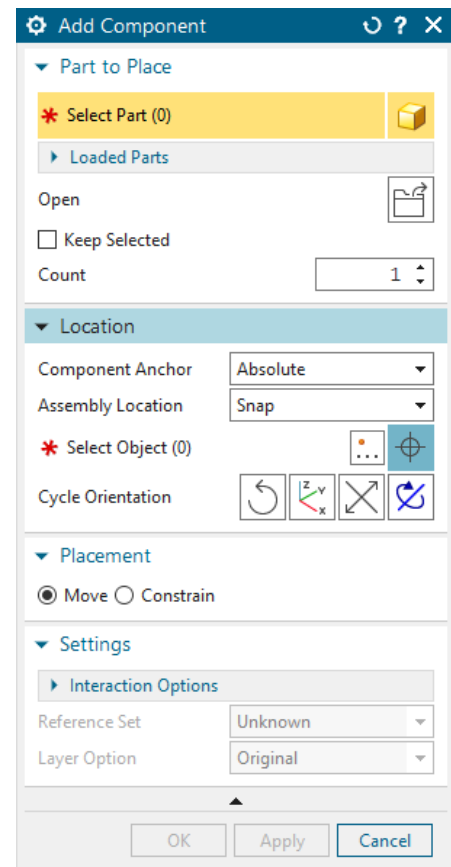 Add Component ?
Part to Place
* Select Part (0)
Loaded Parts
Open
Keep Selected
Count 1
Location
Component Anchor Absolute
Assembly Location Snap
* Select Object (0)
Cycle Orientation Z Y X
Placement
Move Constrain
Settings
Interaction Options
Reference Set Unknown
Layer Option Original
OK Apply Cancel